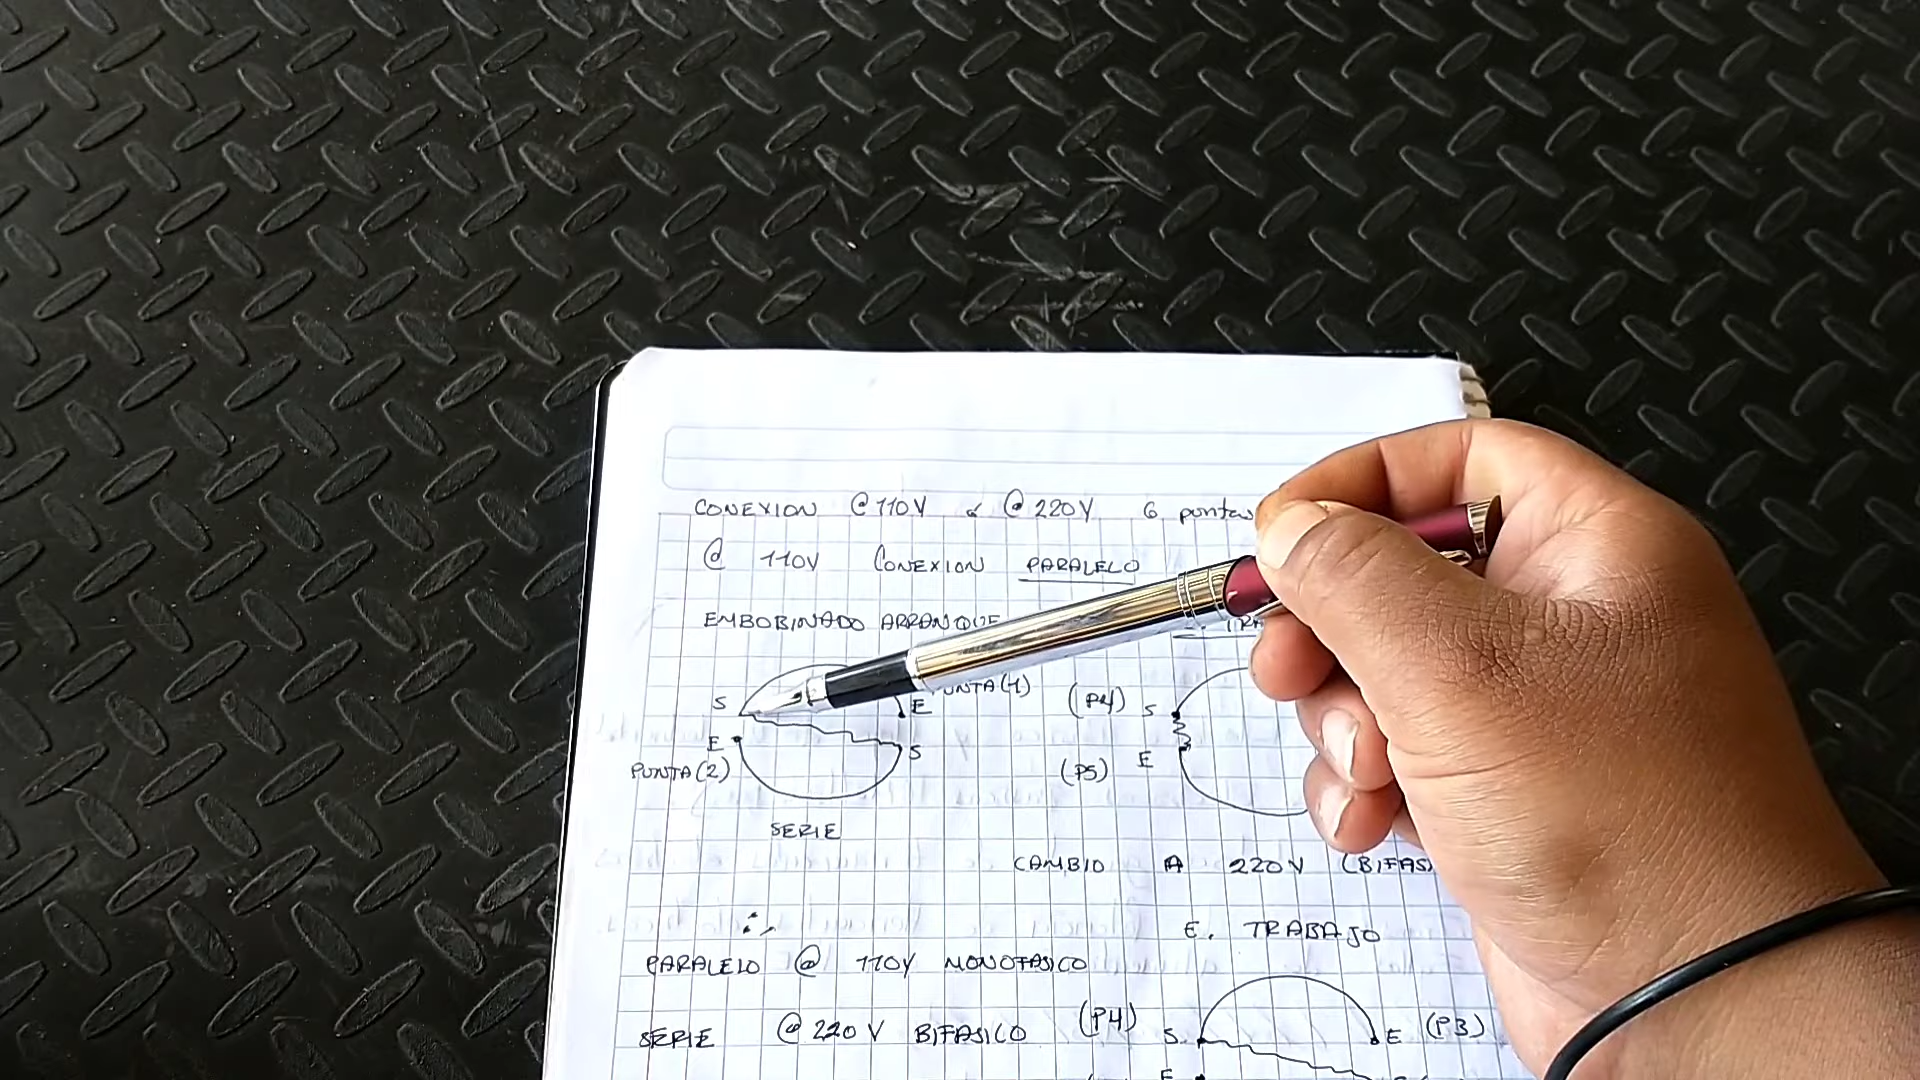 CONEXION @ 110V o @ 220V 6 puntas
@ 110V CONEXION PARALELO
EMBOBINADO ARRANQUE
S E PUNTA(1)
E S
PUNTA(2)
SERIE
(P4) S
(P5) E
CAMBIO A 220V (BIFASI
E. TRABAJO
PARALELO @ 110V MONOFASICO
SERIE @ 220V BIFASICO
(P4) S E (P3)
E